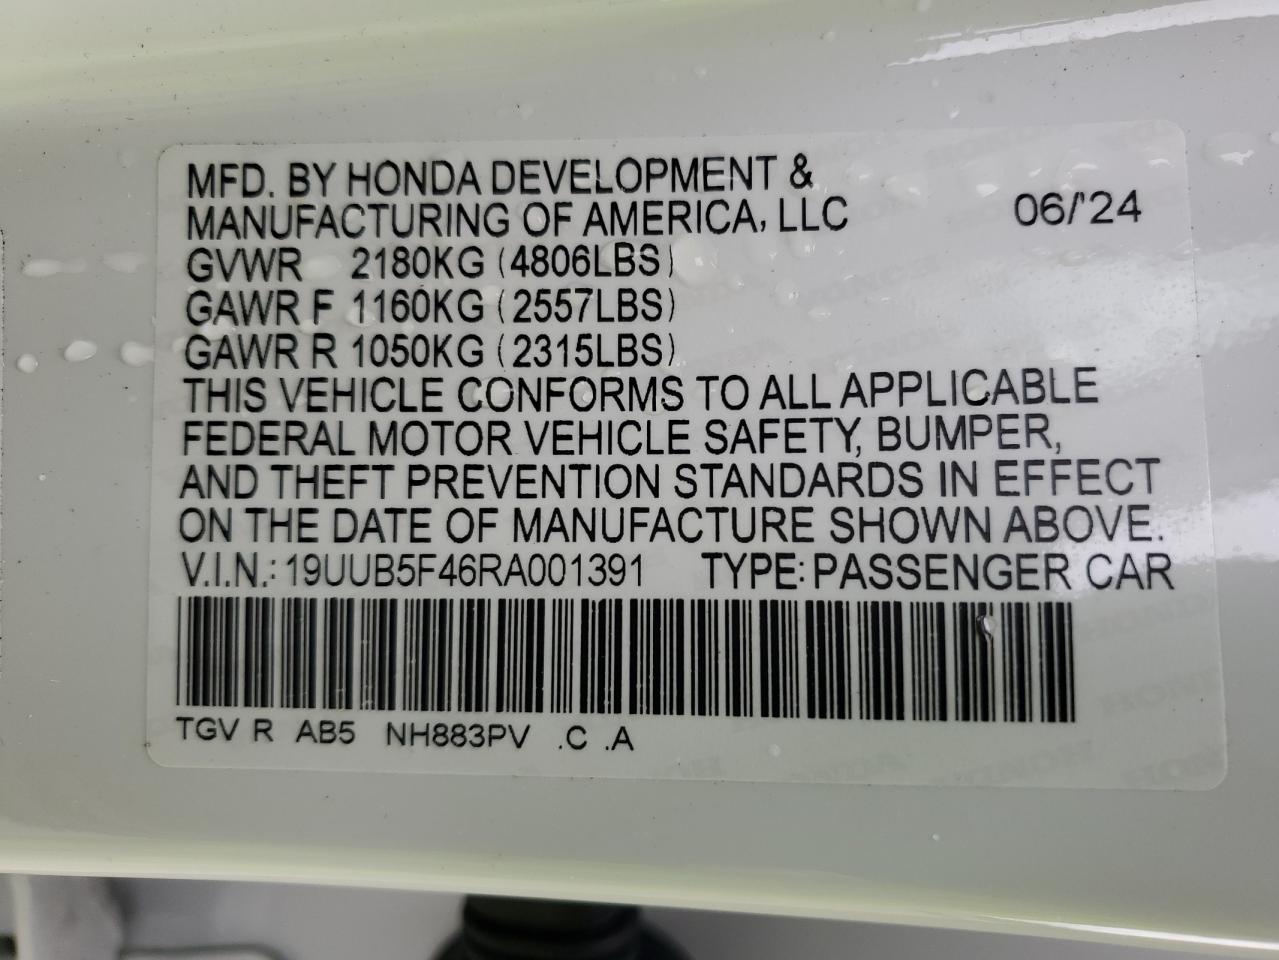 MFD. BY HONDA DEVELOPMENT &
MANUFACTURING OF AMERICA, LLC 06/'24
GVWR 2180KG (4806LBS)
GAWR F 1160KG (2557LBS)
GAWR R 1050KG (2315LBS)
THIS VEHICLE CONFORMS TO ALL APPLICABLE
FEDERAL MOTOR VEHICLE SAFETY, BUMPER,
AND THEFT PREVENTION STANDARDS IN EFFECT
ON THE DATE OF MANUFACTURE SHOWN ABOVE.
V.I.N.: 19UUB5F46RA001391 TYPE: PASSENGER CAR
TGV R AB5 NH883PV .C .A